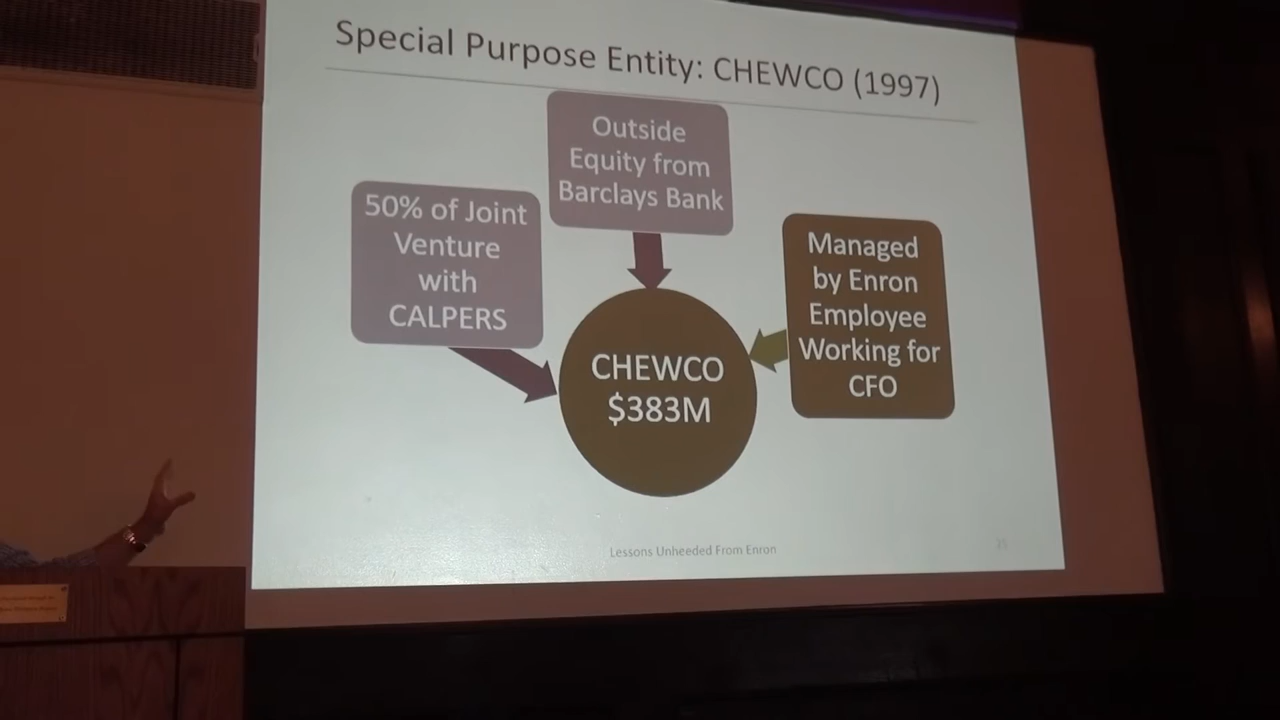 Special Purpose Entity: CHEWCO (1997)
Outside
Equity from
Barclays Bank
50% of Joint
Venture
with
CALPERS
Managed
by Enron
Employee
Working for
CFO
CHEWCO
$383M
Lessons Unheeded From Enron